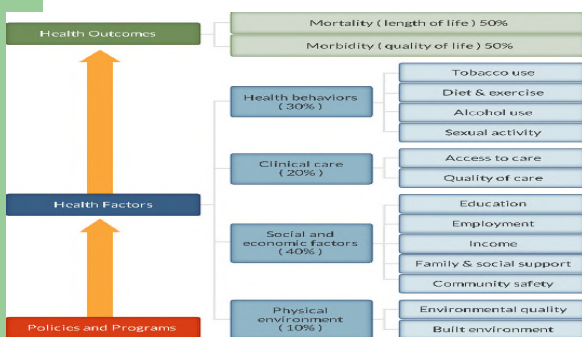 Health Outcomes
Mortality ( length of life ) 50%
Morbidity ( quality of life ) 50%
Health Factors
Health behaviors
( 30% )
Tobacco use
Diet & exercise
Alcohol use
Sexual activity
Clinical care
( 20% )
Access to care
Quality of care
Social and
economic factors
( 40% )
Education
Employment
Income
Family & social support
Community safety
Policies and Programs
Physical
environment
( 10% )
Environmental quality
Built environment